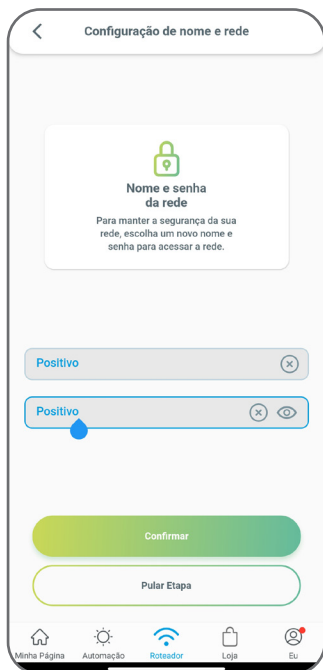 Configuração de nome e rede
Nome e senha
da rede
Para manter a segurança da sua
rede, escolha um novo nome e
senha para acessar a rede.
Positivo
Positivo
Confirmar
Pular Etapa
Minha Página Automação Roteador Loja Eu